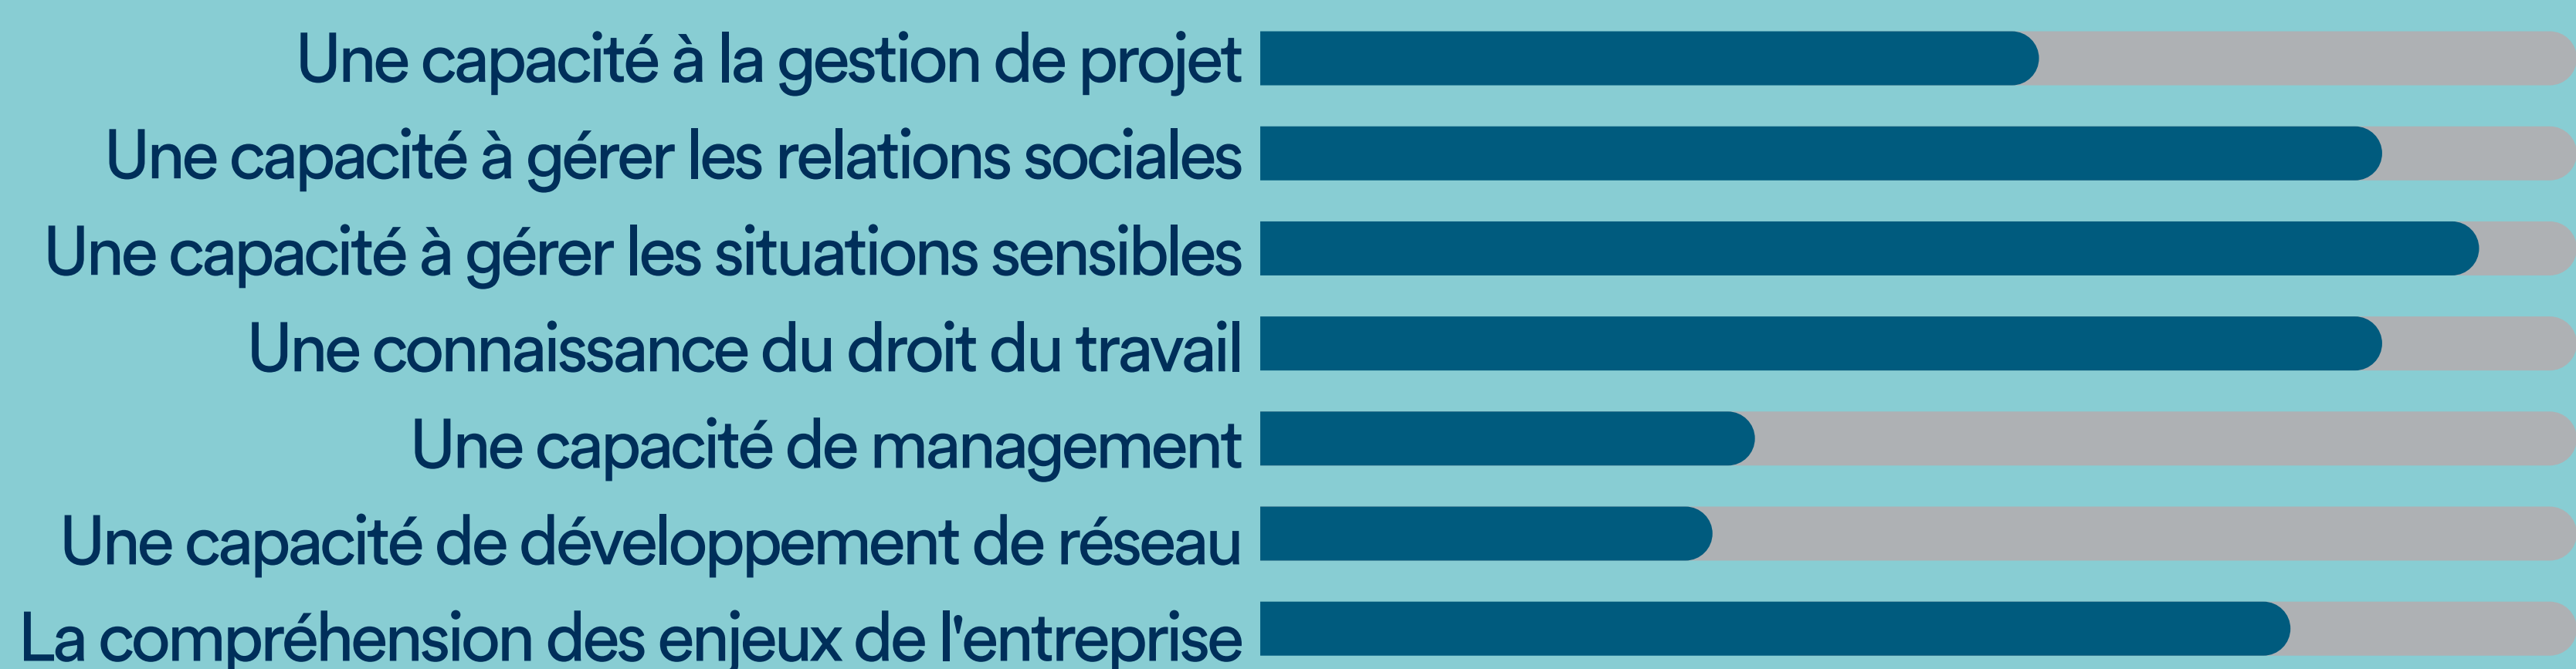 Une capacité à la gestion de projet
Une capacité à gérer les relations sociales
Une capacité à gérer les situations sensibles
Une connaissance du droit du travail
Une capacité de management
Une capacité de développement de réseau
La compréhension des enjeux de l'entreprise